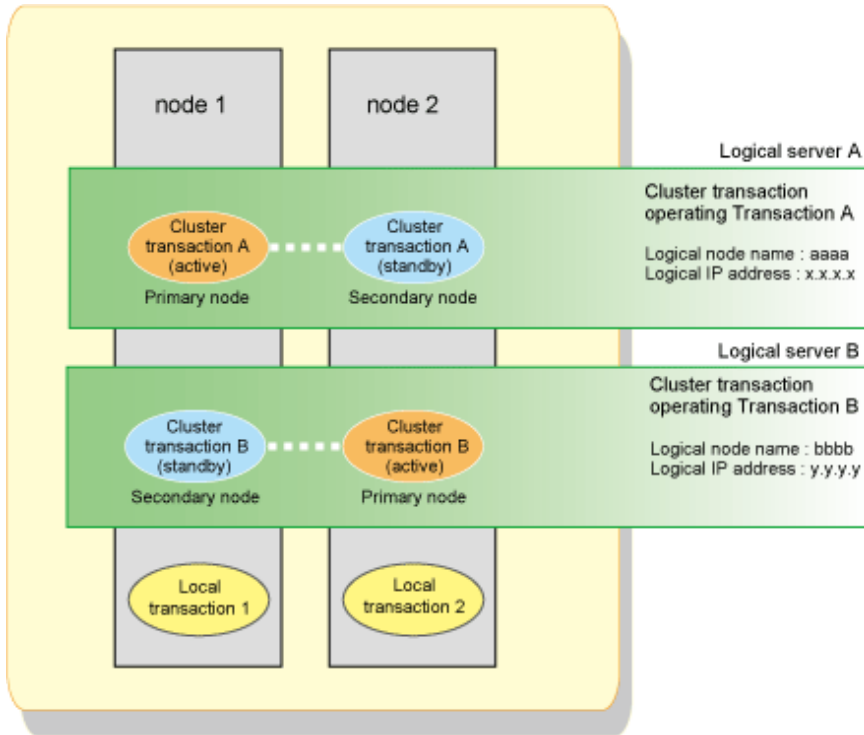 node 1
node 2
Logical server A
Cluster transaction
operating Transaction A
Logical node name : aaaa
Logical IP address : x.x.x.x
Cluster
transaction A
(active)
Primary node
Cluster
transaction A
(standby)
Secondary node
Logical server B
Cluster transaction
operating Transaction B
Logical node name : bbbb
Logical IP address : y.y.y.y
Cluster
transaction B
(standby)
Secondary node
Cluster
transaction B
(active)
Primary node
Local
transaction 1
Local
transaction 2